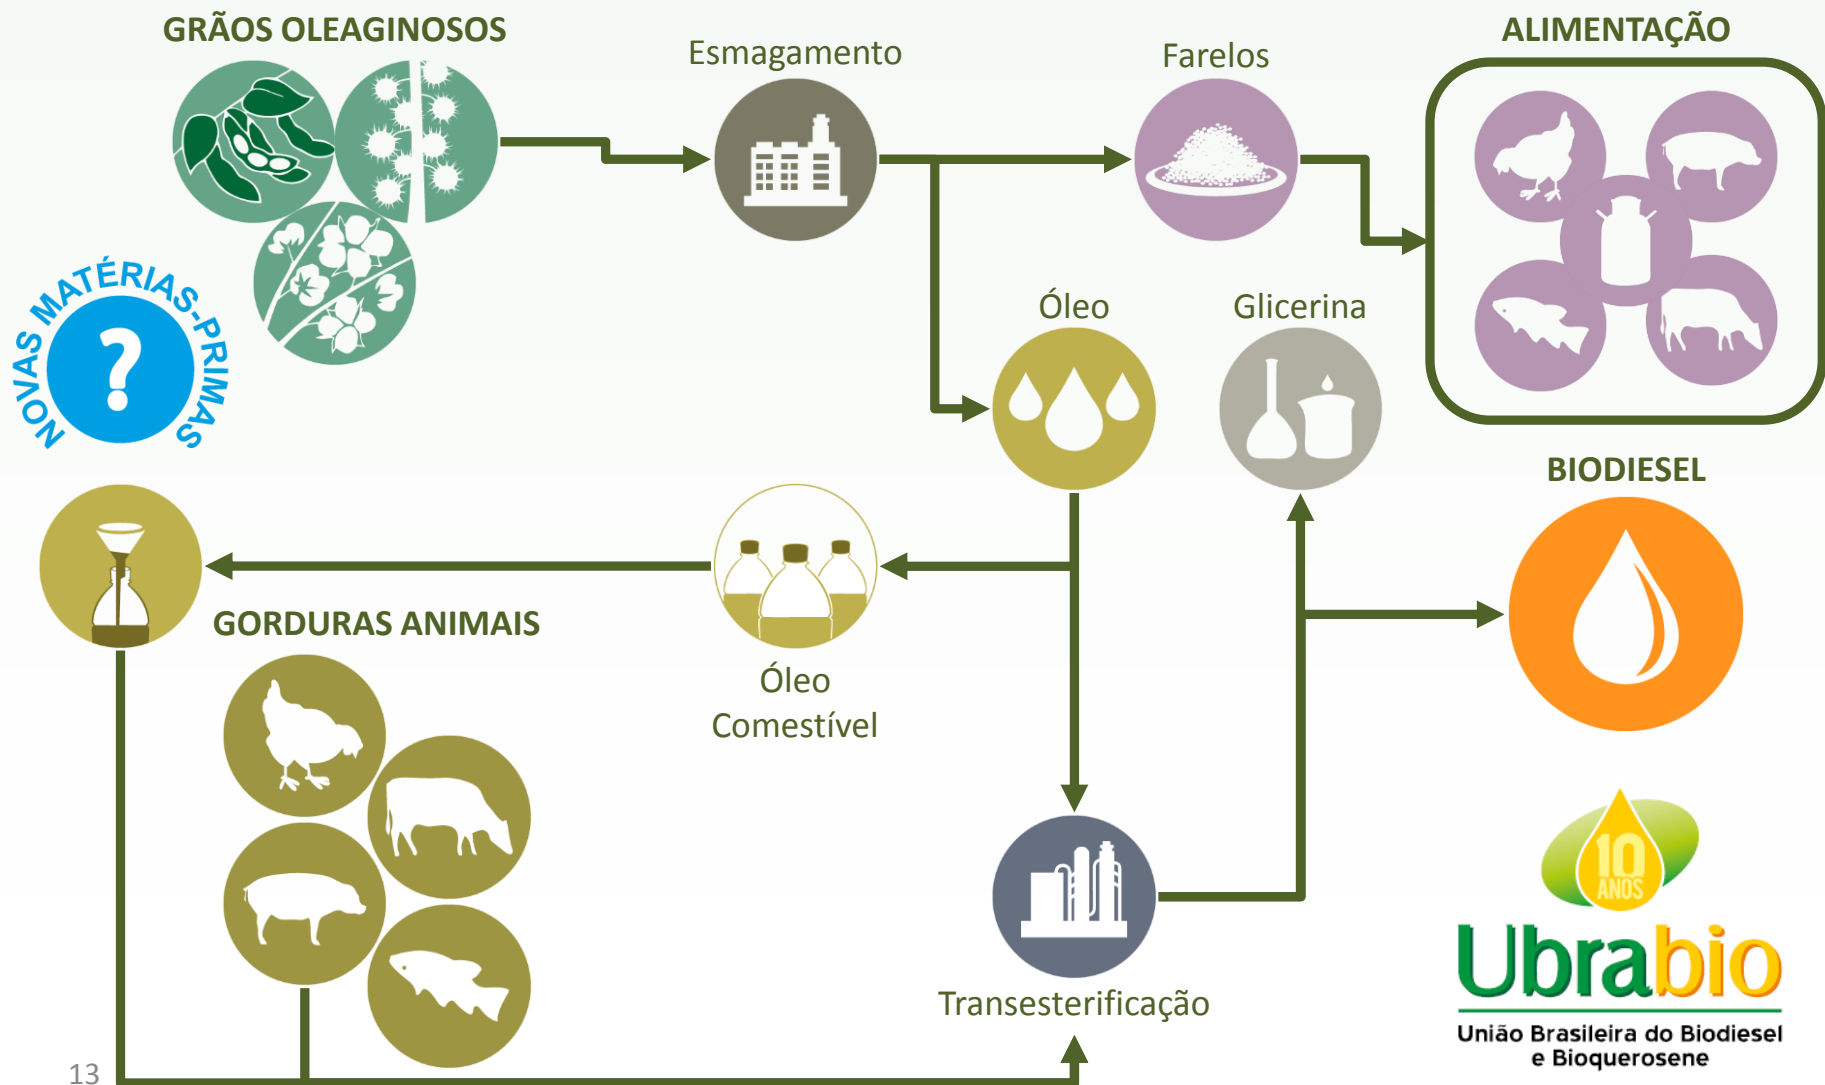 GRÃOS OLEAGINOSOS
Esmagamento
Farelos
ALIMENTAÇÃO
NOVAS MATÉRIAS-PRIMAS
?
Óleo
Glicerina
BIODIESEL
GORDURAS ANIMAIS
Óleo
Comestível
Transesterificação
10
ANOS
Ubrabio
União Brasileira do Biodiesel
e Bioquerosene
13